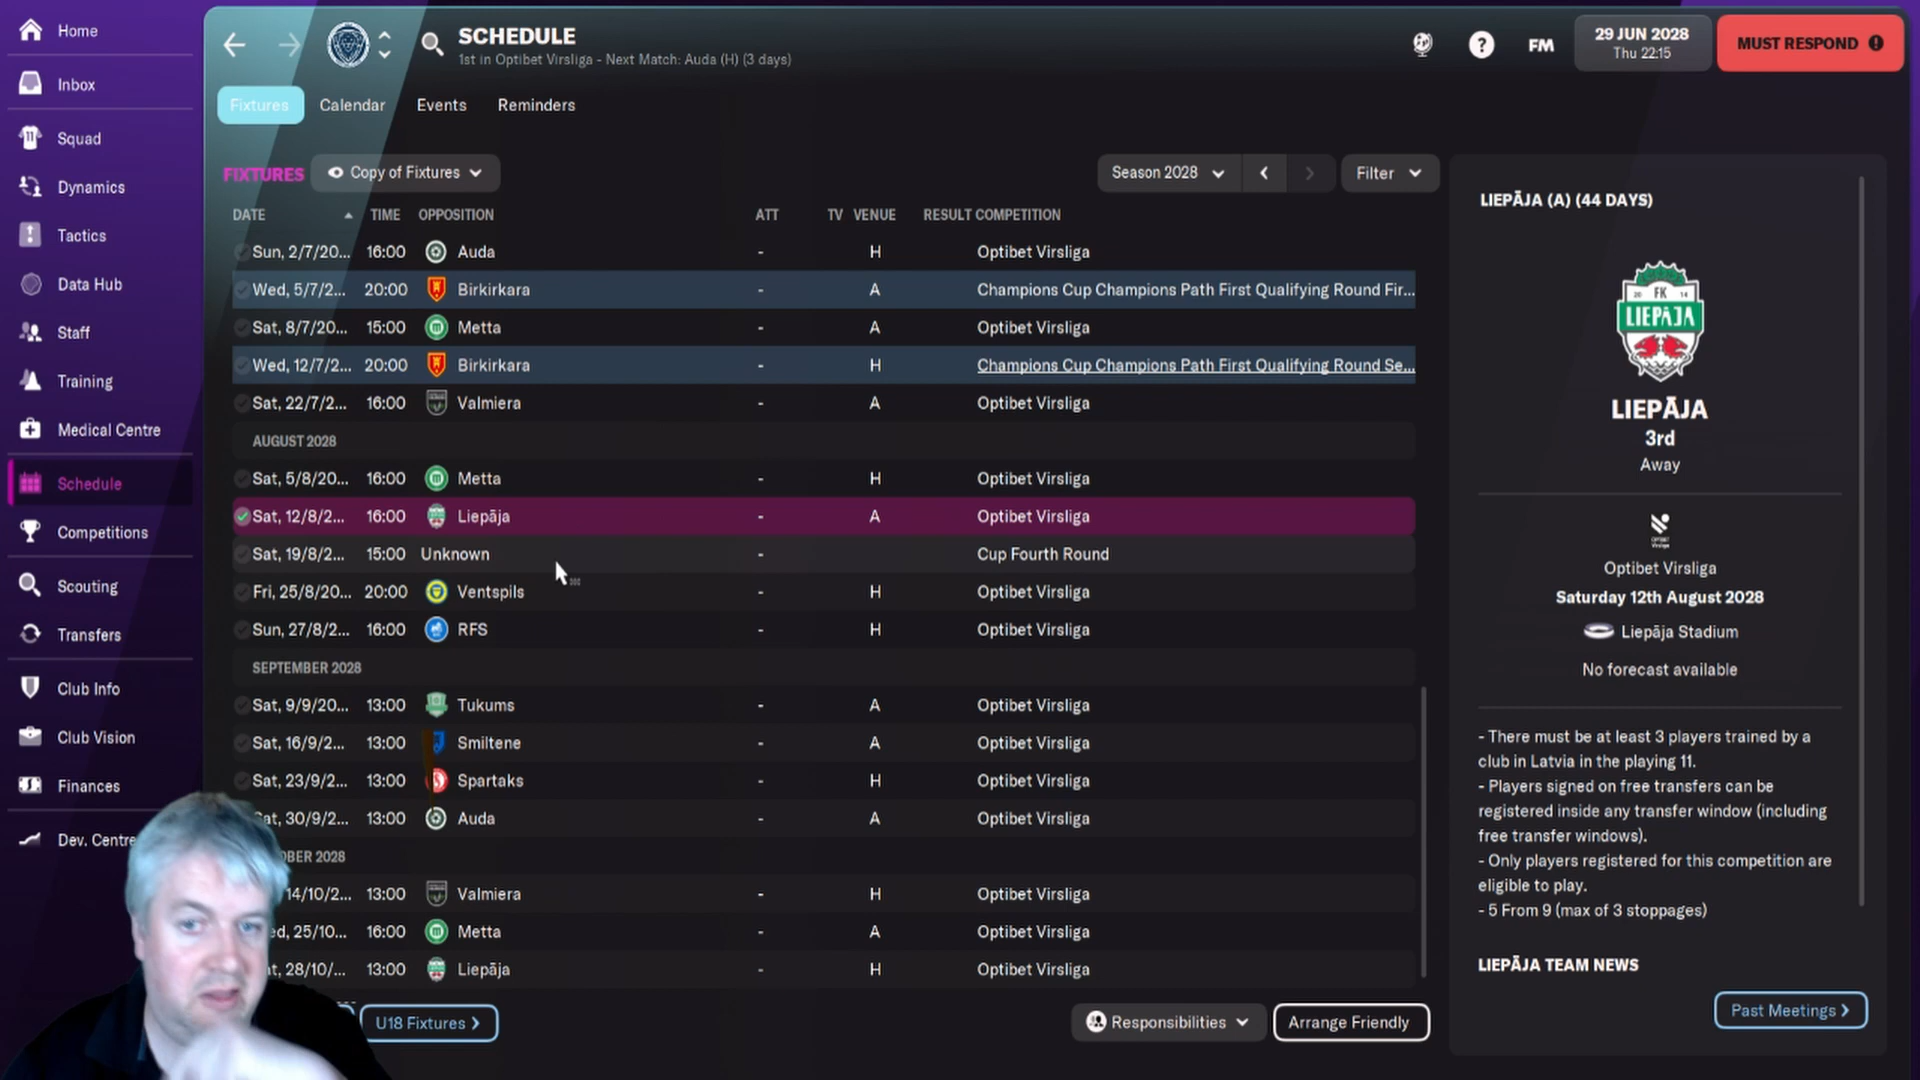 Home
Inbox
Squad
Dynamics
Tactics
Data Hub
Staff
Training
Medical Centre
Schedule
Competitions
Scouting
Transfers
Club Info
Club Vision
Finances
Dev. Centre
SCHEDULE
1st in Optibet Virsliga - Next Match: Auda (H) (3 days)
FM
29 JUN 2028
Thu 22:15
MUST RESPOND
Fixtures Calendar Events Reminders
FIXTURES Copy of Fixtures Season 2028 Filter
DATE TIME OPPOSITION ATT TV VENUE RESULT COMPETITION
Sun, 2/7/20... 16:00 Auda - H Optibet Virsliga
Wed, 5/7/2... 20:00 Birkirkara - A Champions Cup Champions Path First Qualifying Round Fir...
Sat, 8/7/20... 15:00 Metta - A Optibet Virsliga
Wed, 12/7/2... 20:00 Birkirkara - H Champions Cup Champions Path First Qualifying Round Se...
Sat, 22/7/2... 16:00 Valmiera - A Optibet Virsliga
AUGUST 2028
Sat, 5/8/20... 16:00 Metta - H Optibet Virsliga
Sat, 12/8/2... 16:00 Liepāja - A Optibet Virsliga
Sat, 19/8/2... 15:00 Unknown - Cup Fourth Round
Fri, 25/8/20... 20:00 Ventspils - H Optibet Virsliga
Sun, 27/8/2... 16:00 RFS - H Optibet Virsliga
SEPTEMBER 2028
Sat, 9/9/20... 13:00 Tukums - A Optibet Virsliga
Sat, 16/9/2... 13:00 Smiltene - A Optibet Virsliga
Sat, 23/9/2... 13:00 Spartaks - H Optibet Virsliga
Sat, 30/9/2... 13:00 Auda - A Optibet Virsliga
OBER 2028
14/10/2... 13:00 Valmiera - H Optibet Virsliga
ed, 25/10... 16:00 Metta - A Optibet Virsliga
at, 28/10/... 13:00 Liepāja - H Optibet Virsliga
U18 Fixtures Responsibilities Arrange Friendly
LIEPĀJA (A) (44 DAYS)
20 FK 14
LIEPĀJA
LIEPĀJA
3rd
Away
Optibet Virsliga
Saturday 12th August 2028
Liepāja Stadium
No forecast available
- There must be at least 3 players trained by a
club in Latvia in the playing 11.
- Players signed on free transfers can be
registered inside any transfer window (including
free transfer windows).
- Only players registered for this competition are
eligible to play.
- 5 From 9 (max of 3 stoppages)
LIEPĀJA TEAM NEWS
Past Meetings